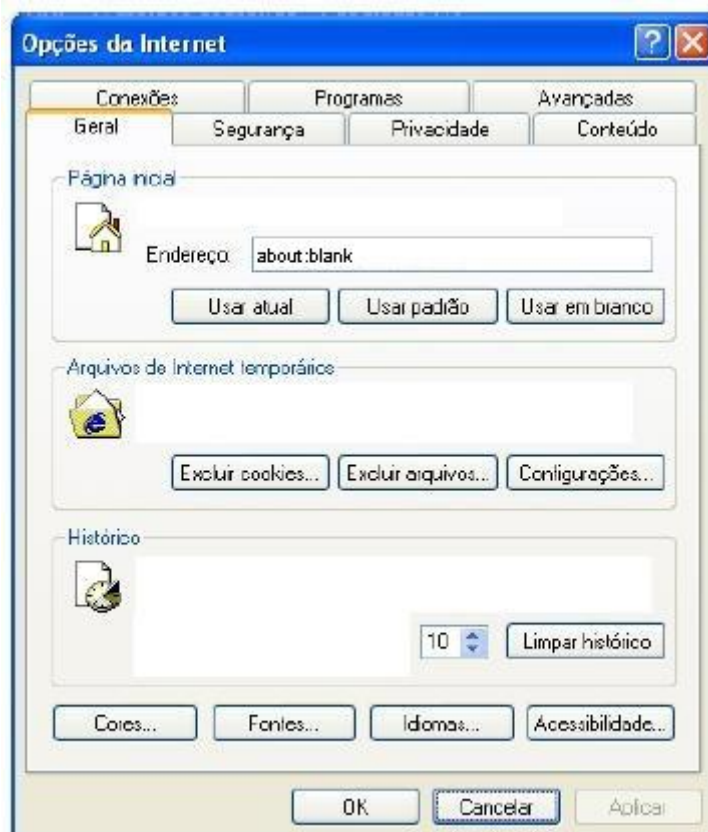 Opções da Internet
Conexões Programas Avançadas
Geral Segurança Privacidade Conteúdo
Página inicial
Endereço: about:blank
Usar atual Usar padrão Usar em branco
Arquivos de Internet temporários
Excluir cookies... Excluir arquivos... Configurações...
Histórico
10 Limpar histórico
Cores... Fontes... Idiomas... Acessibilidade...
OK Cancelar Aplicar